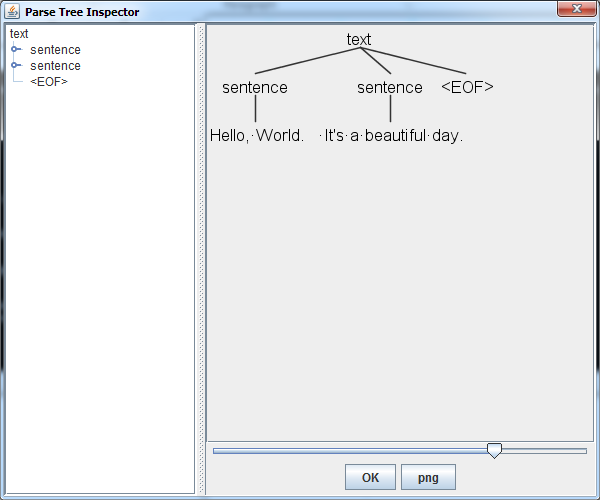 Parse Tree Inspector
text
sentence
sentence
<EOF>
text
sentence sentence <EOF>
Hello,·World. ·It's·a·beautiful·day.
OK png